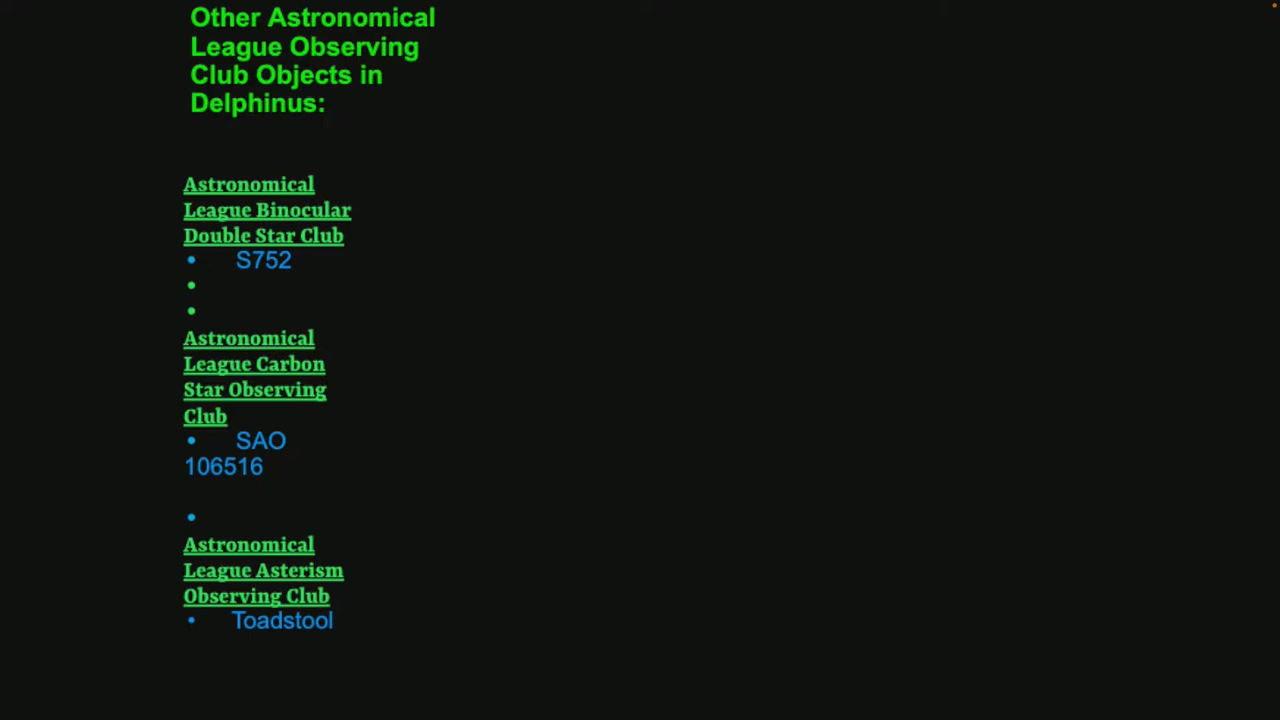 Other Astronomical
League Observing
Club Objects in
Delphinus:
Astronomical
League Binocular
Double Star Club
• S752
•
•
Astronomical
League Carbon
Star Observing
Club
• SAO
106516
•
Astronomical
League Asterism
Observing Club
• Toadstool